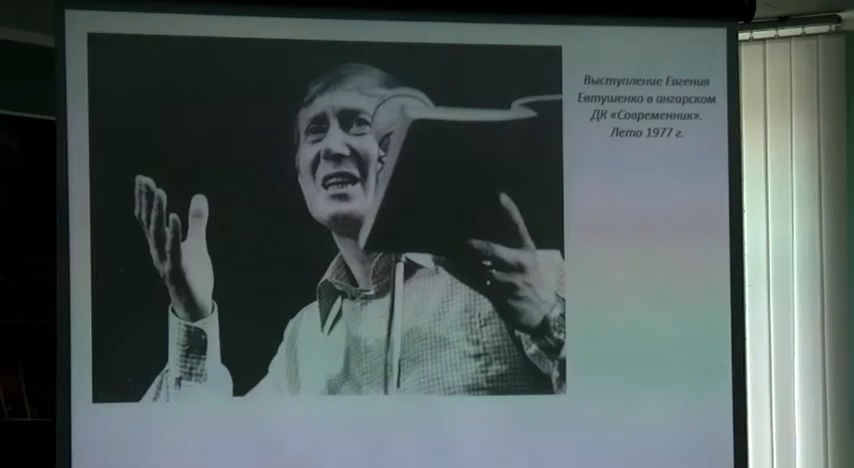 Выступление Евгения
Евтушенко в ангарском
ДК «Современник».
Лето 1977 г.